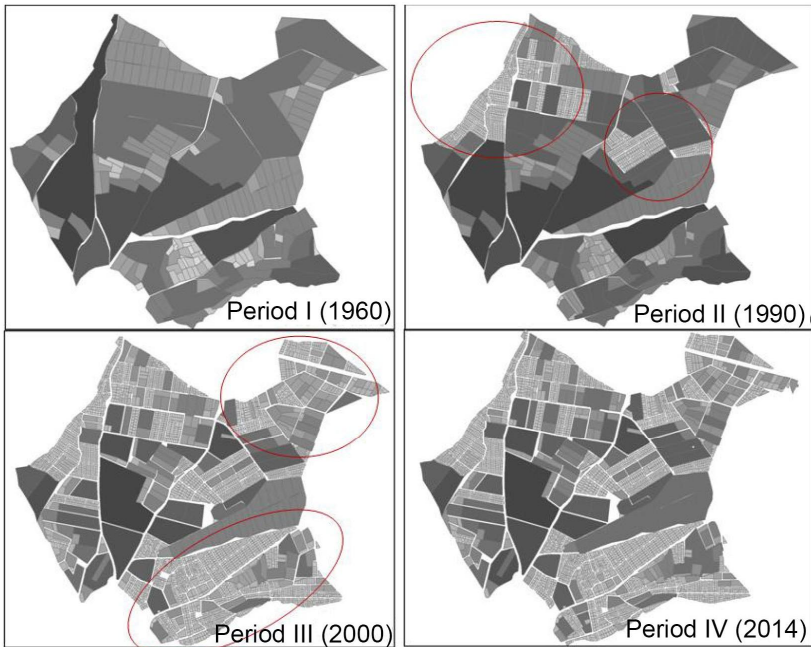 Period I (1960)
Period II (1990)
Period III (2000)
Period IV (2014)